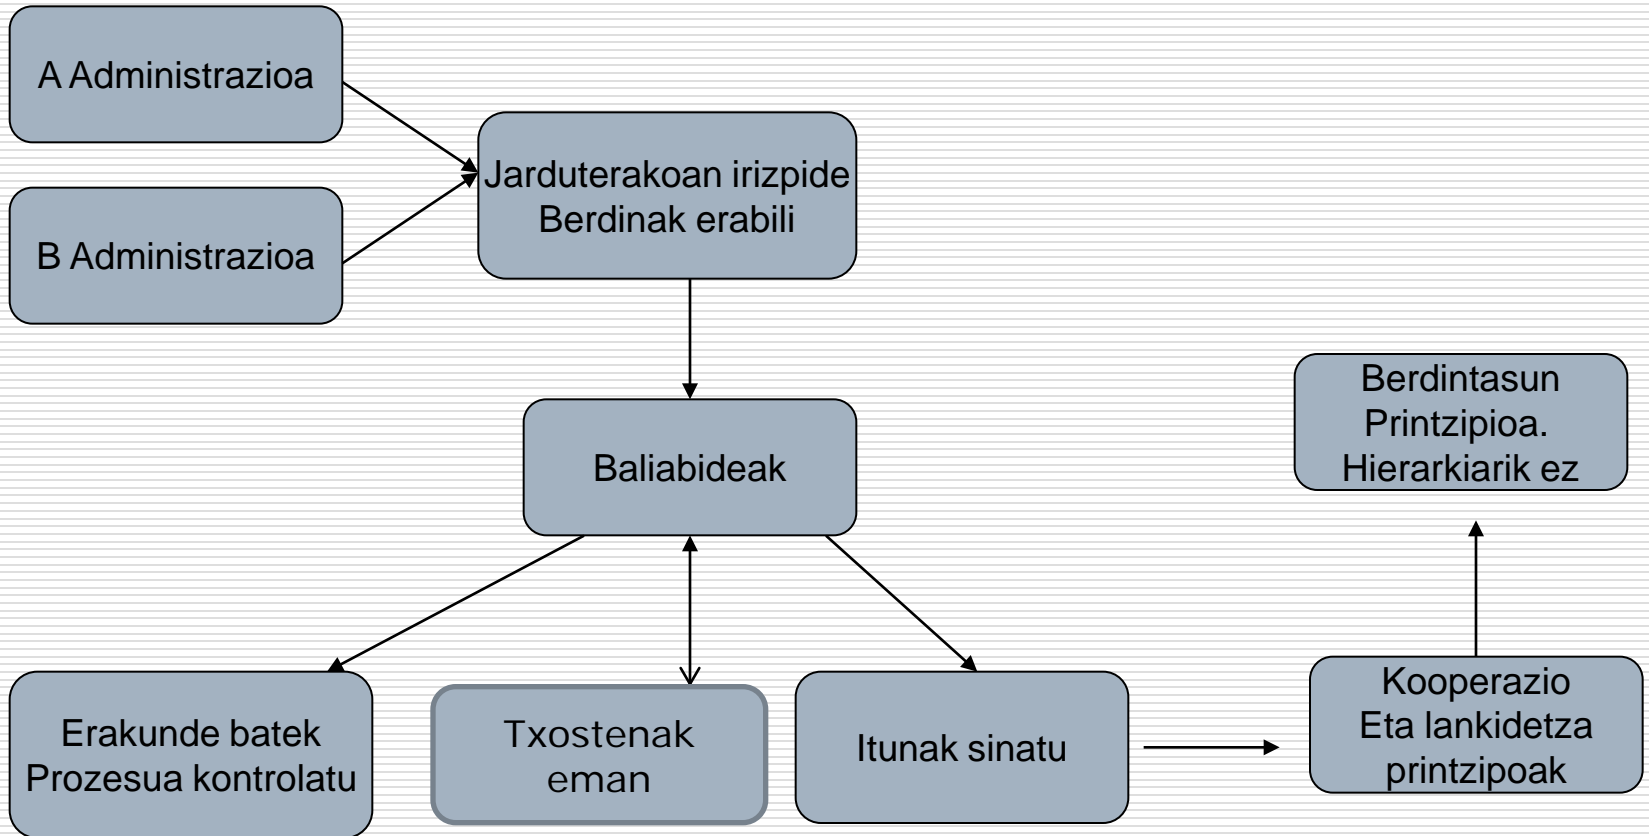 A Administrazioa
B Administrazioa
Jarduterakoan irizpide
Berdinak erabili
Baliabideak
Berdintasun
Printzipioa.
Hierarkiarik ez
Erakunde batek
Prozesua kontrolatu
Txostenak
eman
Itunak sinatu
Kooperazio
Eta lankidetza
printzipoak